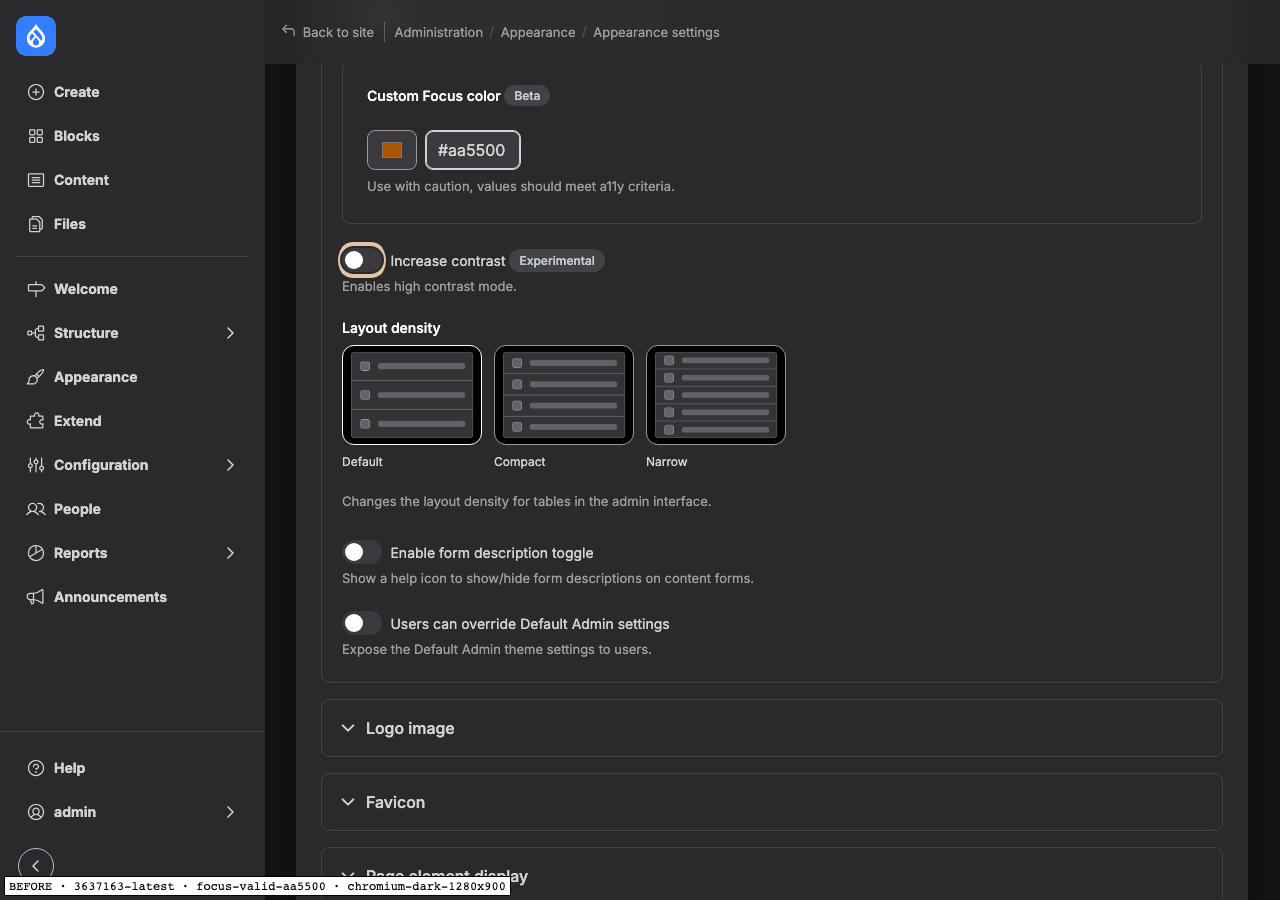 Back to site Administration / Appearance / Appearance settings
Create
Blocks
Content
Files
Welcome
Structure
Appearance
Extend
Configuration
People
Reports
Announcements
Help
admin
Custom Focus color Beta
#aa5500
Use with caution, values should meet a11y criteria.
Increase contrast Experimental
Enables high contrast mode.
Layout density
Default Compact Narrow
Changes the layout density for tables in the admin interface.
Enable form description toggle
Show a help icon to show/hide form descriptions on content forms.
Users can override Default Admin settings
Expose the Default Admin theme settings to users.
Logo image
Favicon
Page element display
BEFORE · 3637163-latest · focus-valid-aa5500 · chromium-dark-1280x900